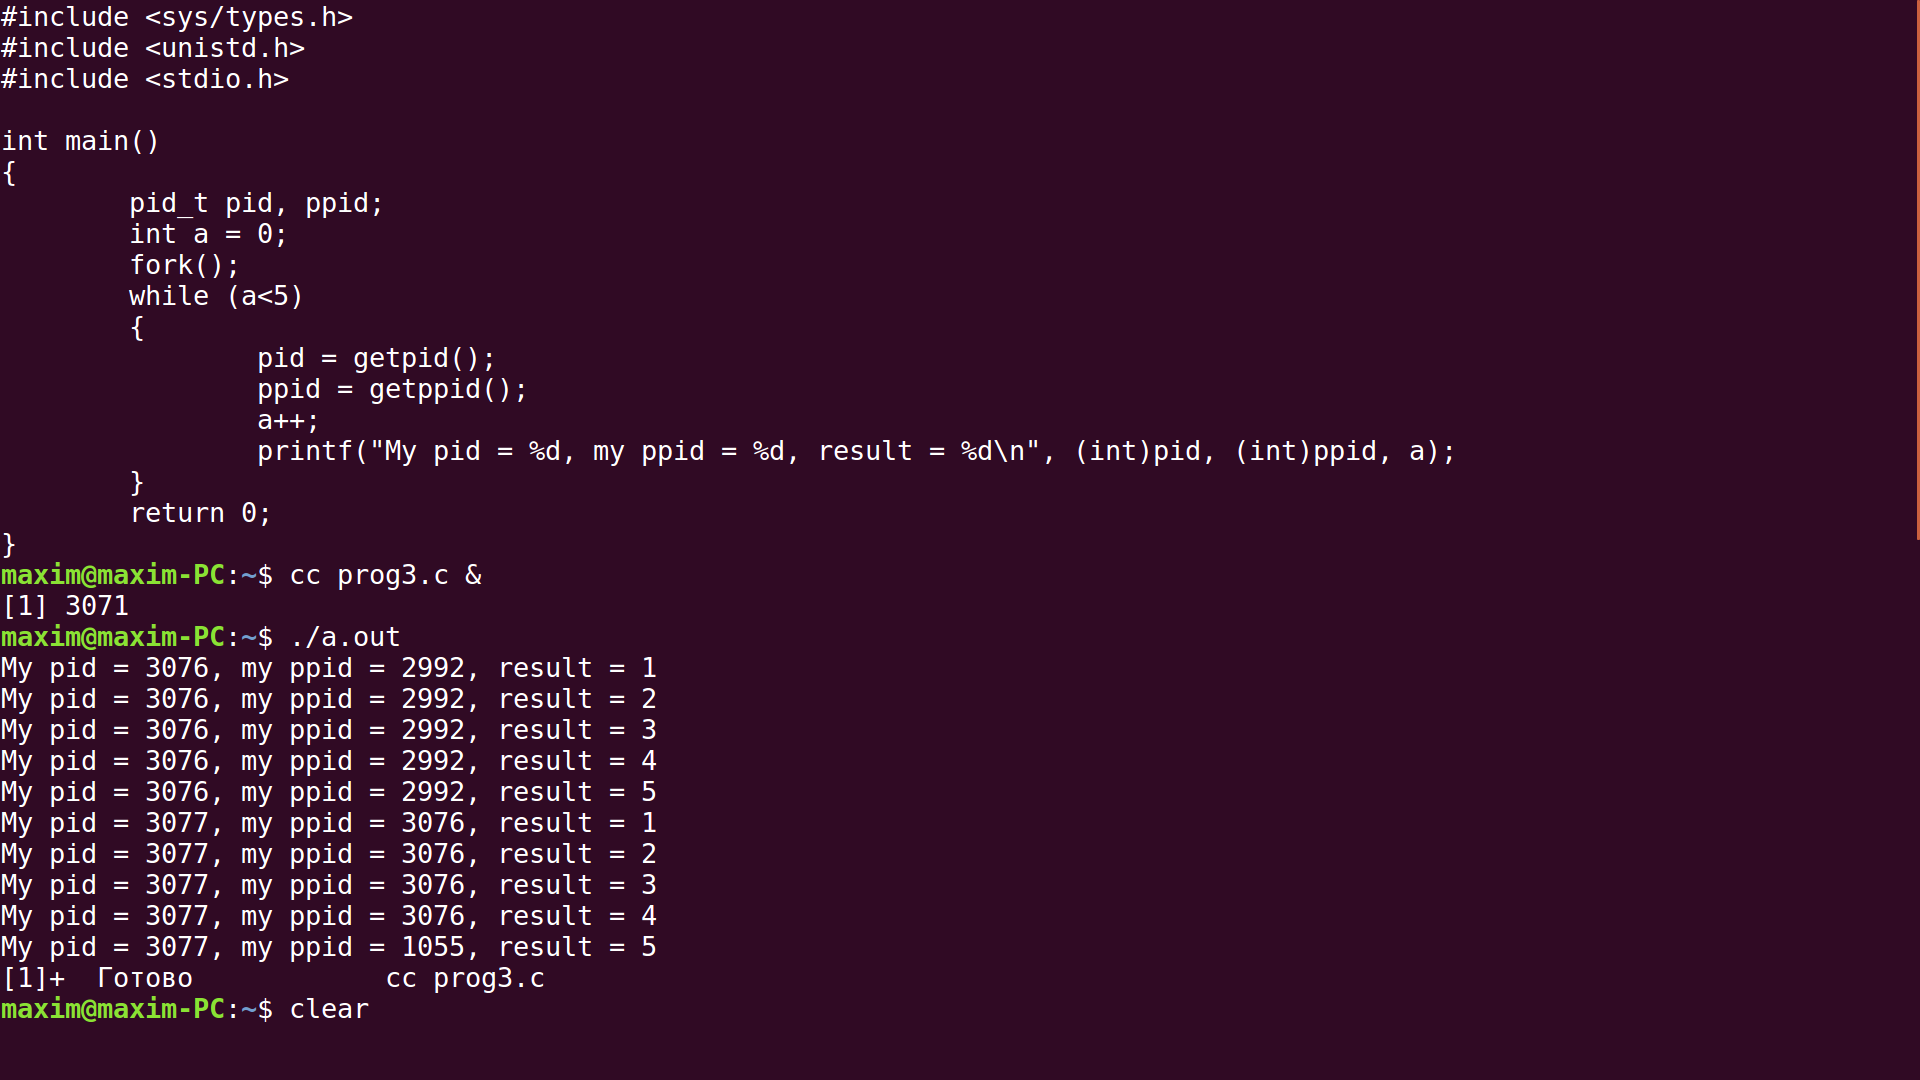 #include <sys/types.h>
#include <unistd.h>
#include <stdio.h>

int main()
{
        pid_t pid, ppid;
        int a = 0;
        fork();
        while (a<5)
        {
                pid = getpid();
                ppid = getppid();
                a++;
                printf("My pid = %d, my ppid = %d, result = %d\n", (int)pid, (int)ppid, a);
        }
        return 0;
}
maxim@maxim-PC:~$ cc prog3.c &
[1] 3071
maxim@maxim-PC:~$ ./a.out
My pid = 3076, my ppid = 2992, result = 1
My pid = 3076, my ppid = 2992, result = 2
My pid = 3076, my ppid = 2992, result = 3
My pid = 3076, my ppid = 2992, result = 4
My pid = 3076, my ppid = 2992, result = 5
My pid = 3077, my ppid = 3076, result = 1
My pid = 3077, my ppid = 3076, result = 2
My pid = 3077, my ppid = 3076, result = 3
My pid = 3077, my ppid = 3076, result = 4
My pid = 3077, my ppid = 1055, result = 5
[1]+  Готово            cc prog3.c
maxim@maxim-PC:~$ clear